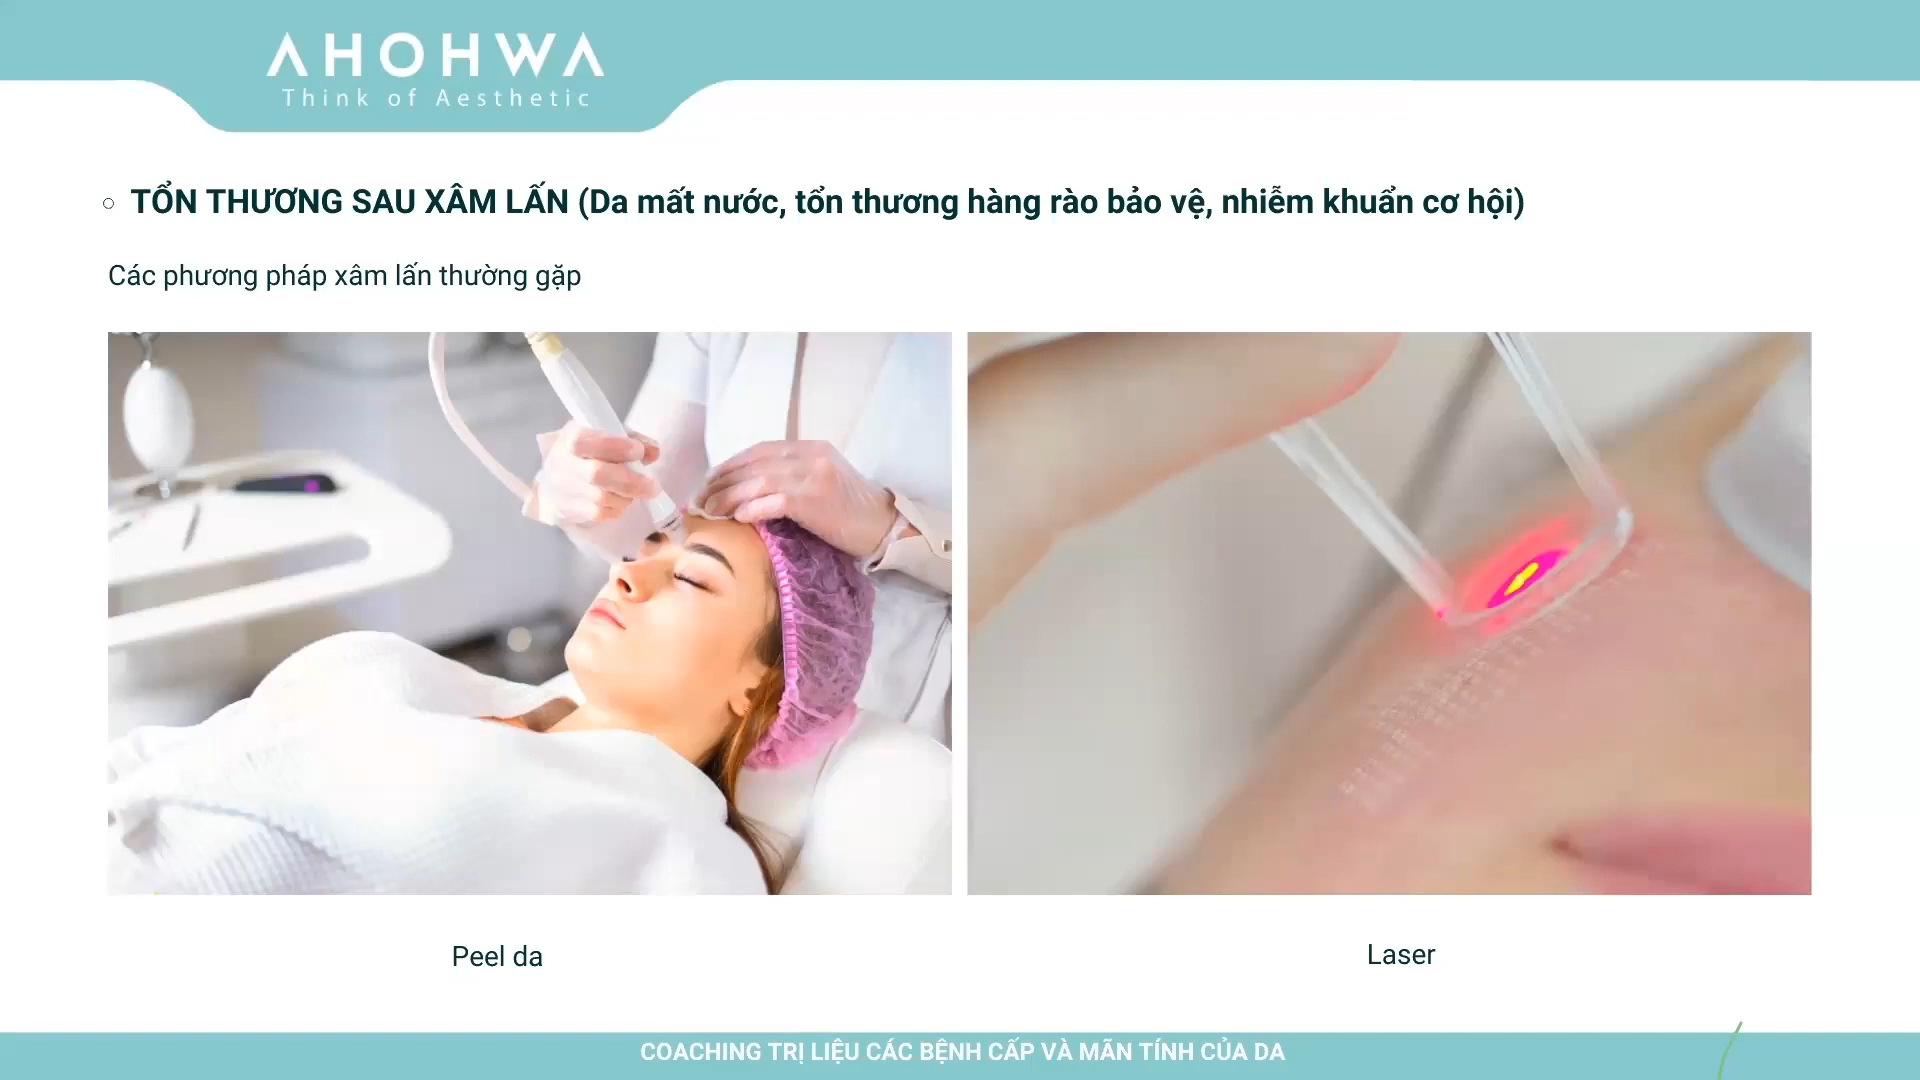 AHOHWA
Think of Aesthetic
TỔN THƯƠNG SAU XÂM LẤN (Da mất nước, tổn thương hàng rào bảo vệ, nhiễm khuẩn cơ hội)
Các phương pháp xâm lấn thường gặp
Peel da
Laser
COACHING TRỊ LIỆU CÁC BỆNH CẤP VÀ MÃN TÍNH CỦA DA